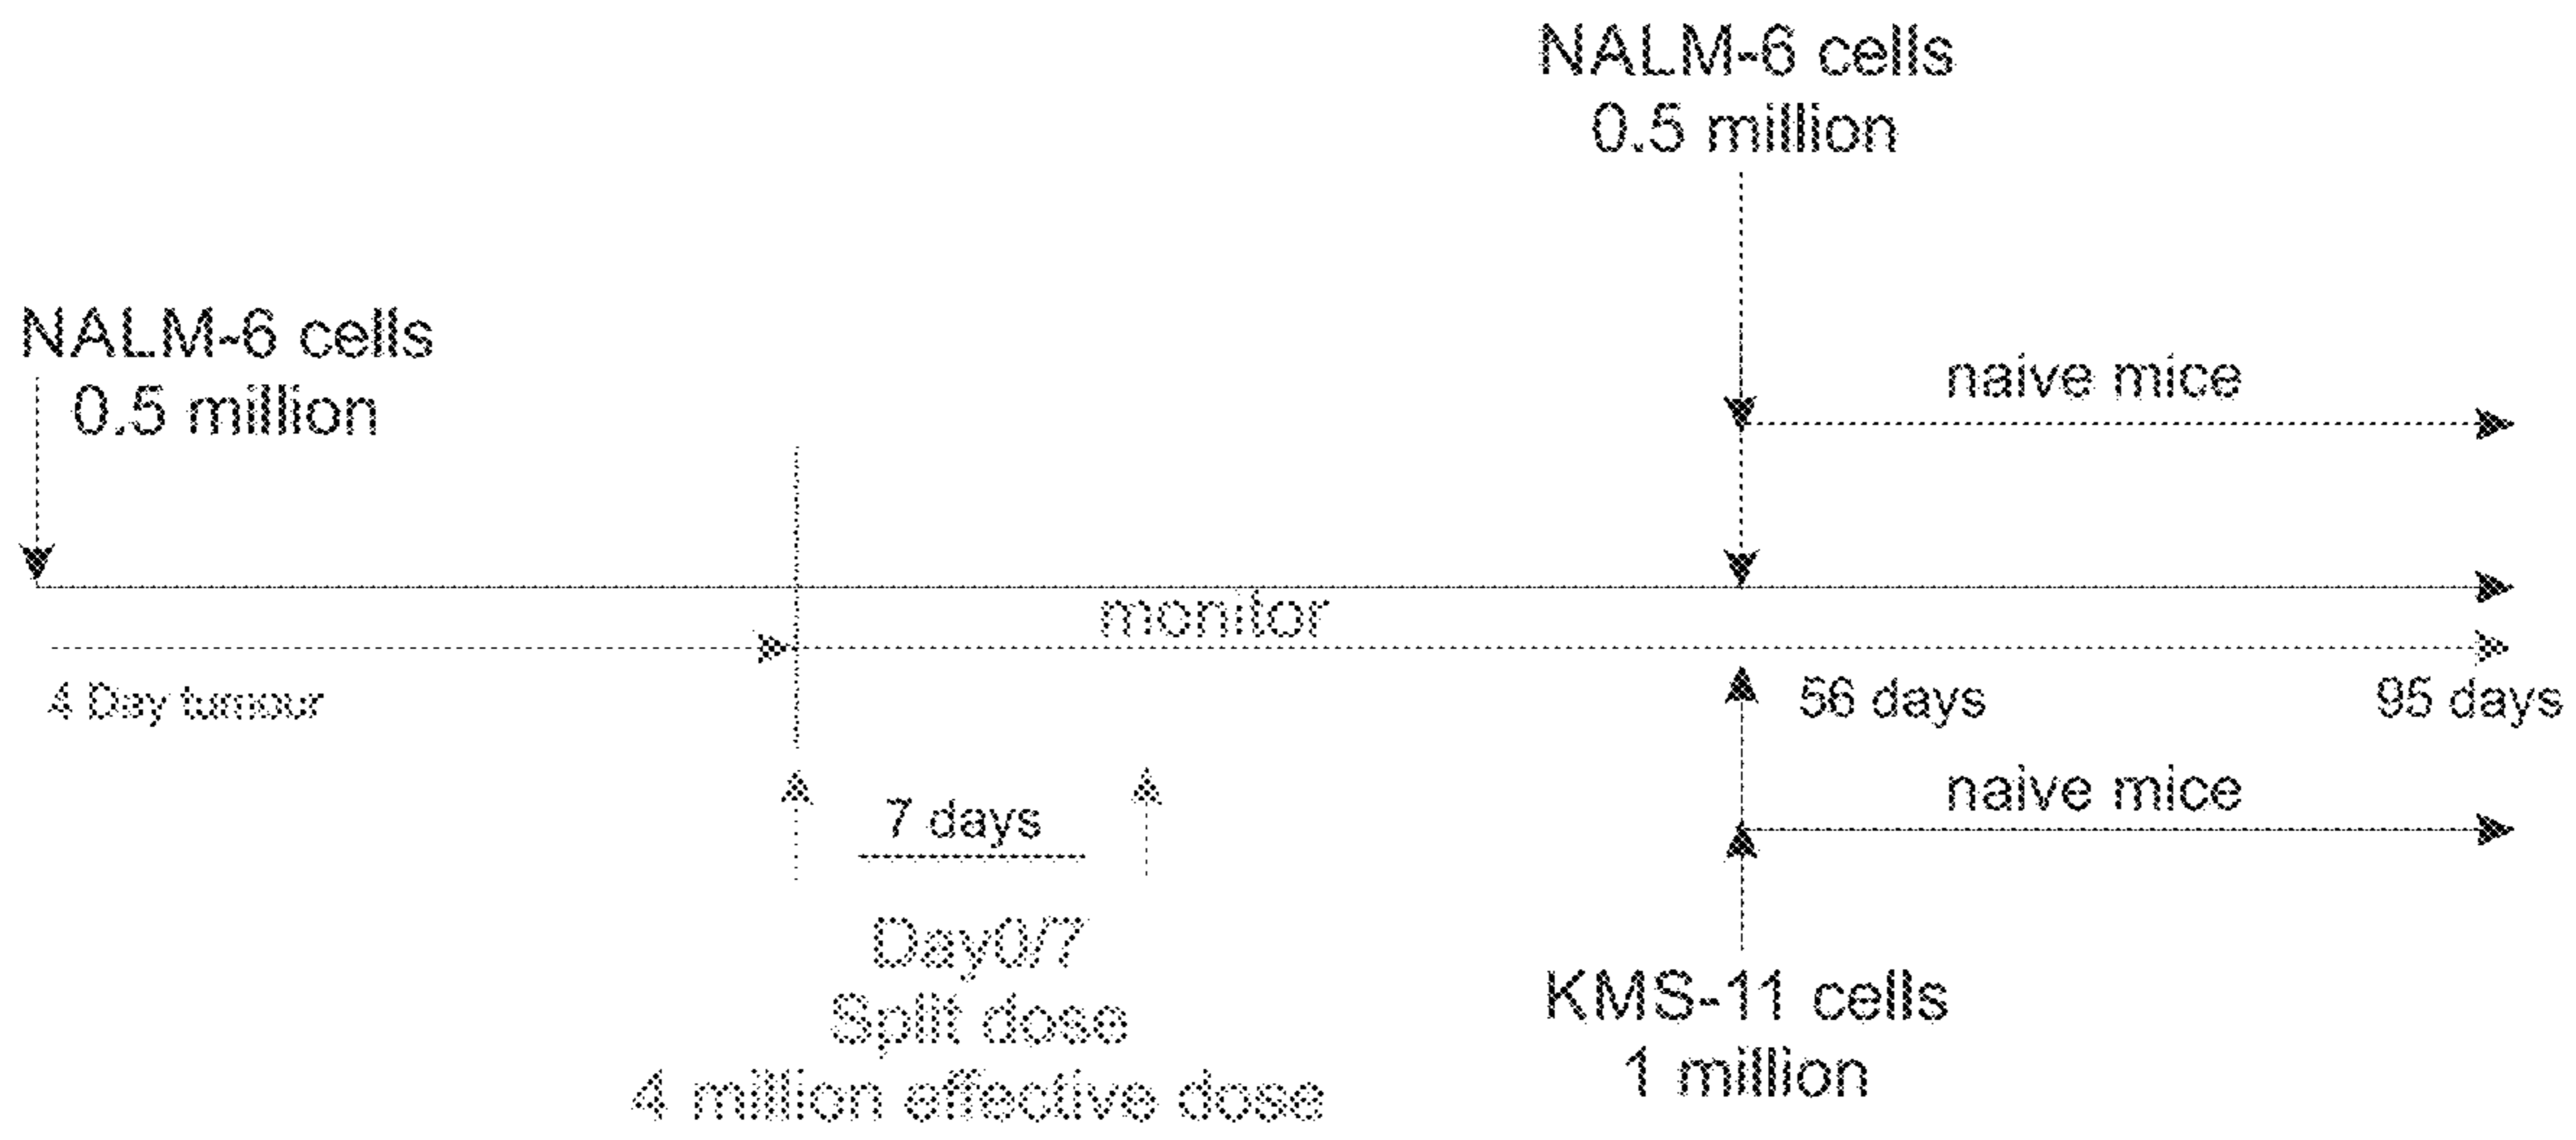 NALM-6 cells
0.5 million
NALM-6 cells
0.5 million
naive mice
monitor
4 Day tumour
56 days
95 days
7 days
naive mice
Day0/7
Split dose
4 million effective dose
KMS-11 cells
1 million